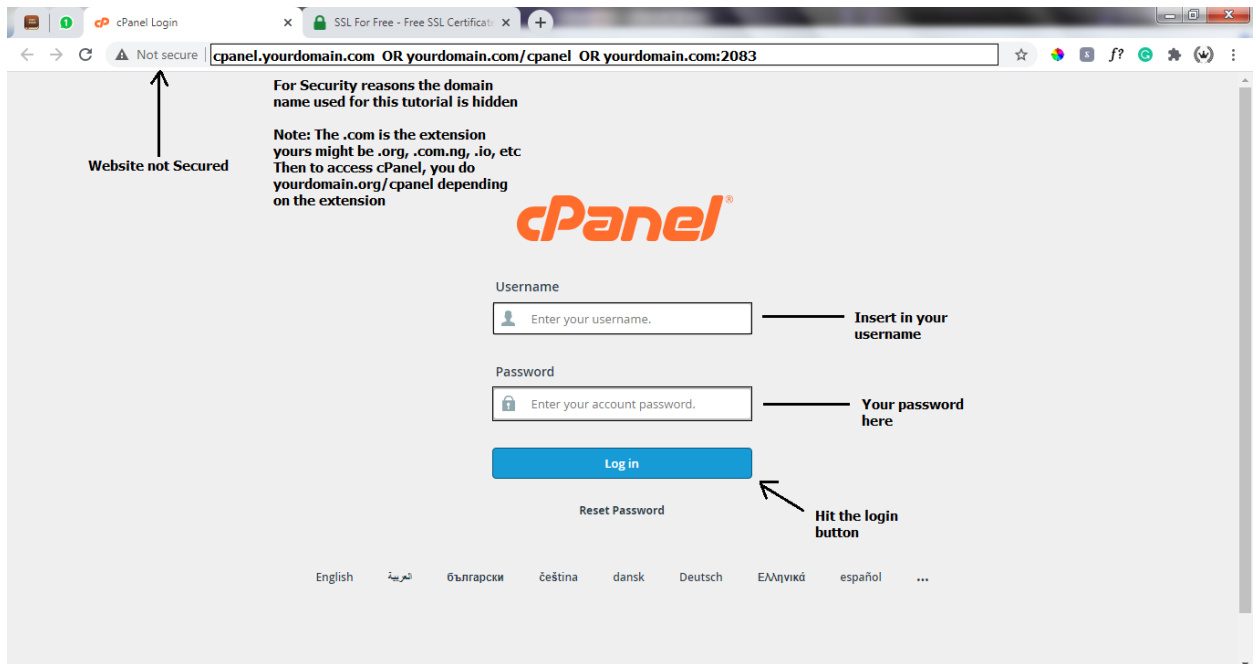 1
cPanel Login
SSL For Free - Free SSL Certificate
Not secure
cpanel.yourdomain.com OR yourdomain.com/cpanel OR yourdomain.com:2083
S
f?
G
For Security reasons the domain
name used for this tutorial is hidden
Note: The .com is the extension
yours might be .org, .com.ng, .io, etc
Then to access cPanel, you do
yourdomain.org/cpanel depending
on the extension
Website not Secured
cPanel®
Username
Enter your username.
Insert in your
username
Password
Enter your account password.
Your password
here
Log in
Reset Password
Hit the login
button
English العربية български čeština dansk Deutsch Ελληνικά español ...